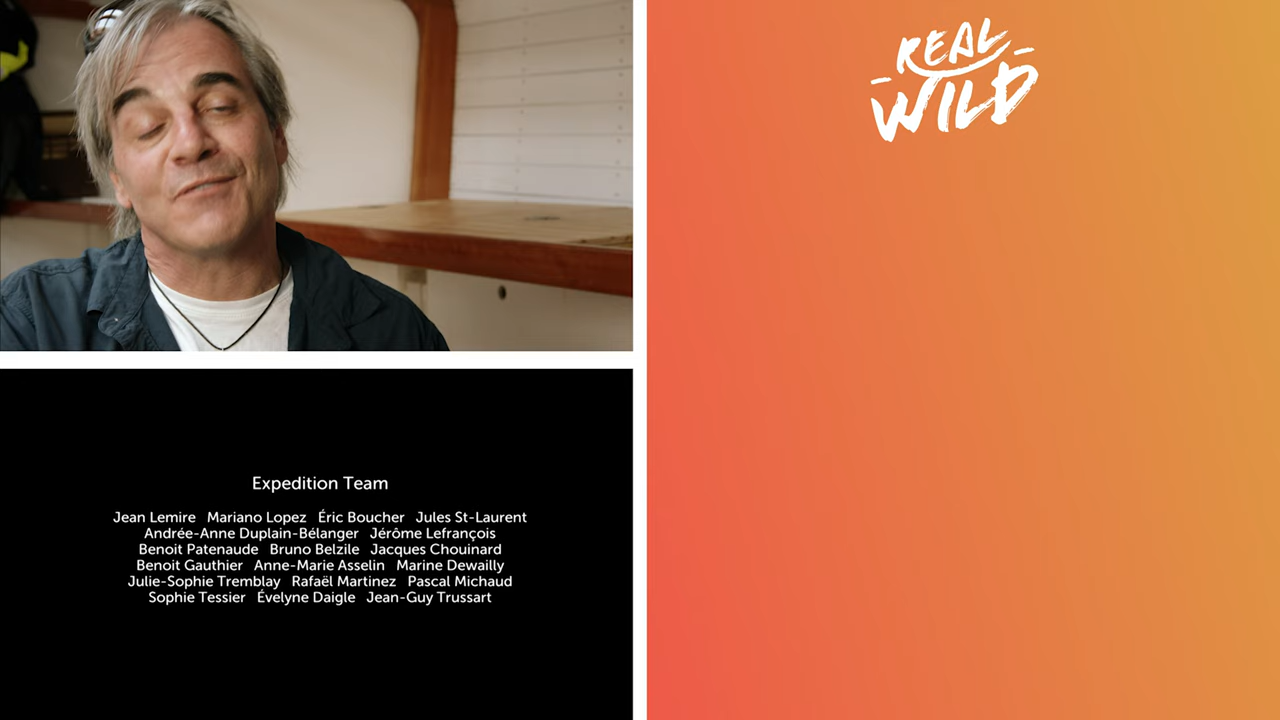 REAL
WILD
Expedition Team
Jean Lemire Mariano Lopez Éric Boucher Jules St-Laurent
Andrée-Anne Duplain-Bélanger Jérôme Lefrançois
Benoit Patenaude Bruno Belzile Jacques Chouinard
Benoit Gauthier Anne-Marie Asselin Marine Dewailly
Julie-Sophie Tremblay Rafaël Martinez Pascal Michaud
Sophie Tessier Évelyne Daigle Jean-Guy Trussart